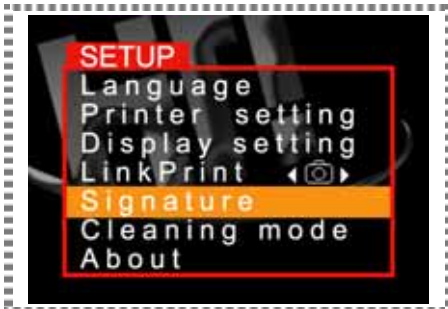 SETUP
Language
Printer setting
Display setting
LinkPrint
Signature
Cleaning mode
About